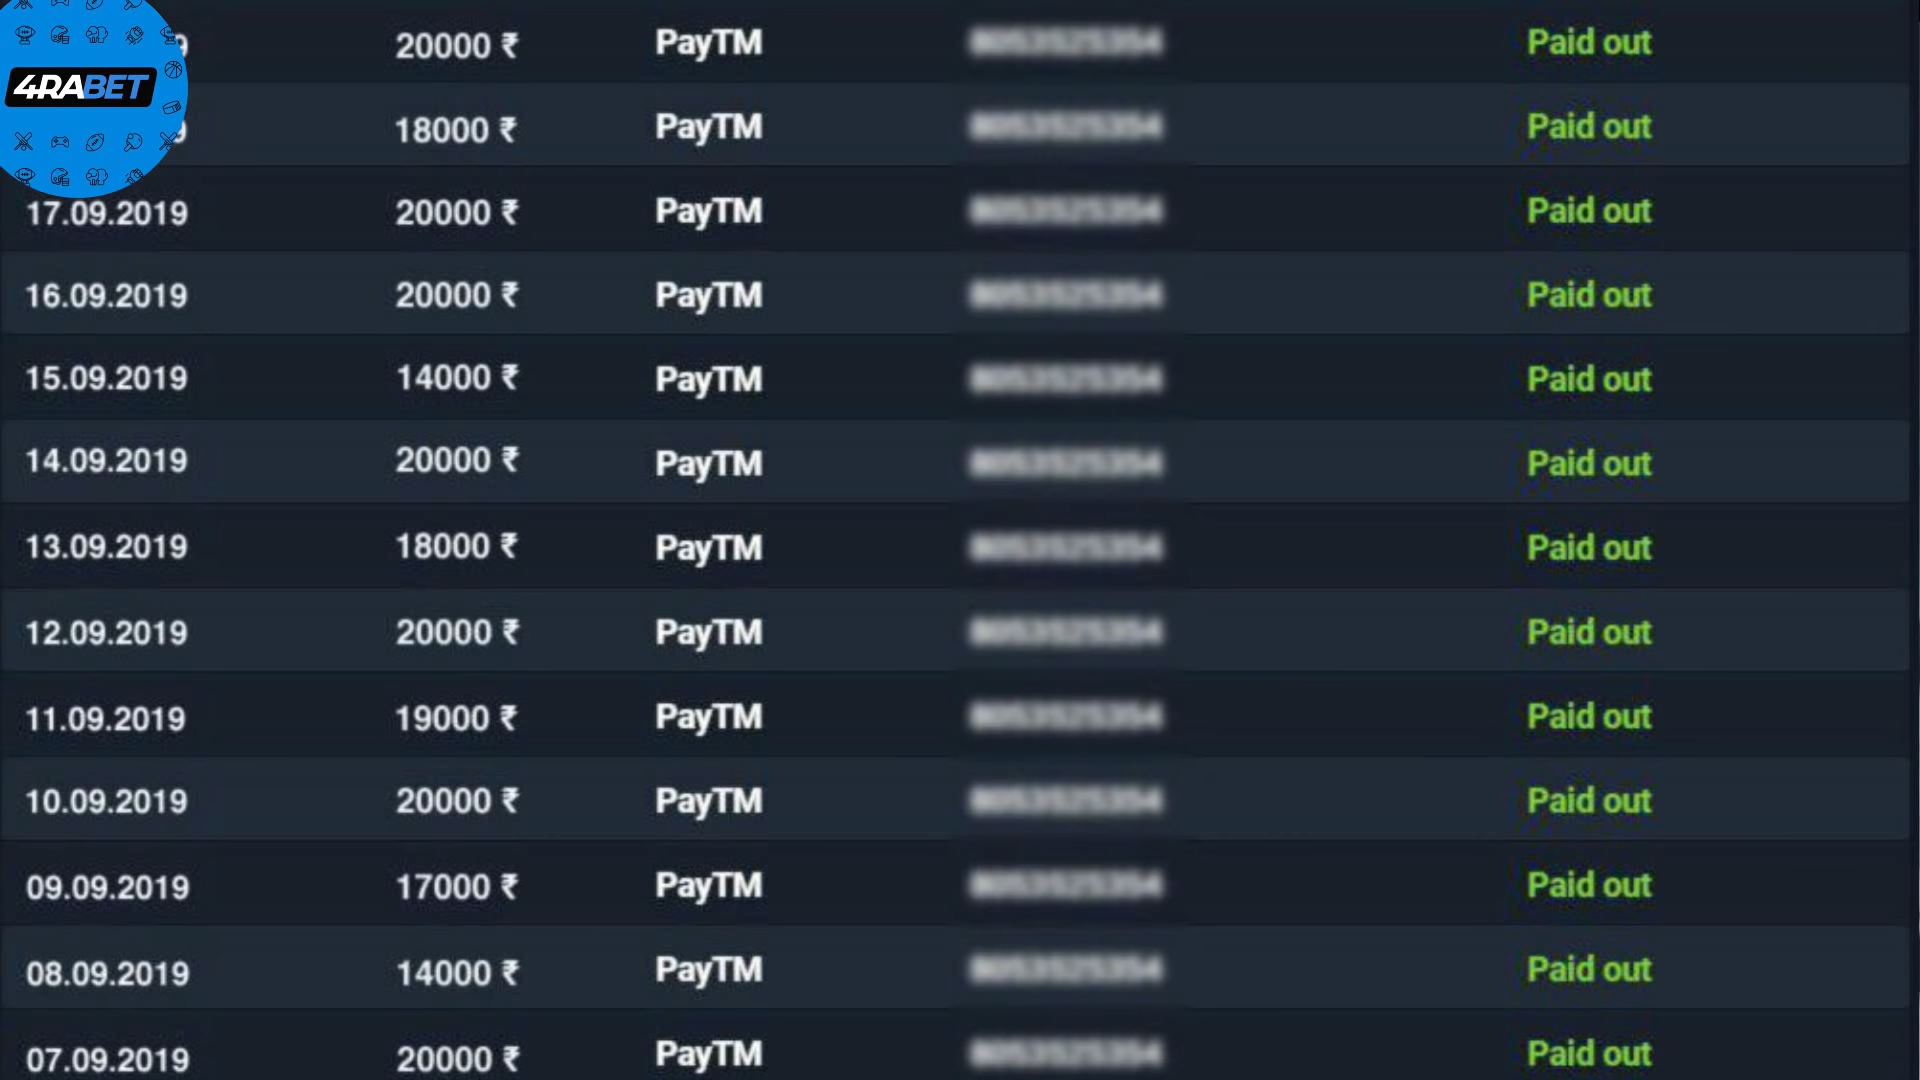 20000 ₹ PayTM Paid out
4RABET
18000 ₹ PayTM Paid out
17.09.2019 20000 ₹ PayTM Paid out
16.09.2019 20000 ₹ PayTM Paid out
15.09.2019 14000 ₹ PayTM Paid out
14.09.2019 20000 ₹ PayTM Paid out
13.09.2019 18000 ₹ PayTM Paid out
12.09.2019 20000 ₹ PayTM Paid out
11.09.2019 19000 ₹ PayTM Paid out
10.09.2019 20000 ₹ PayTM Paid out
09.09.2019 17000 ₹ PayTM Paid out
08.09.2019 14000 ₹ PayTM Paid out
07.09.2019 20000 ₹ PayTM Paid out